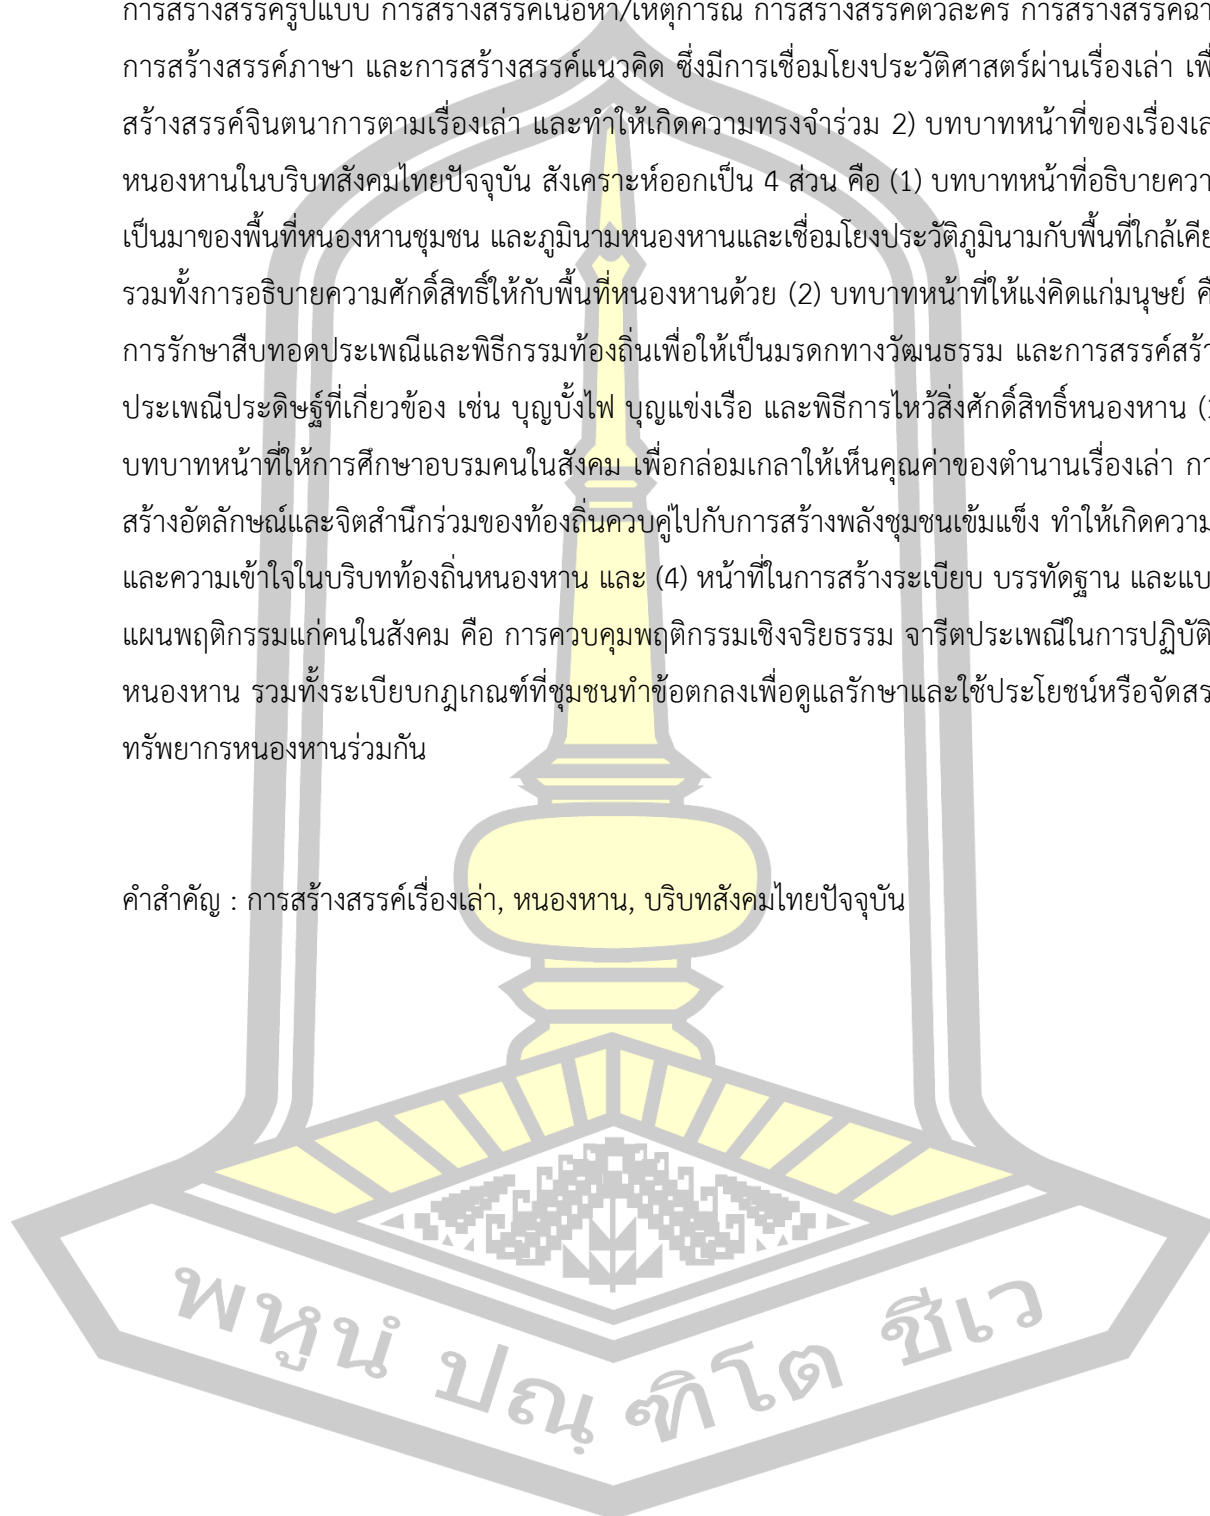 การสร้างสรรค์รูปแบบ การสร้างสรรค์เนื้อหา/เหตุการณ์ การสร้างสรรค์ตัวละคร การสร้างสรรค์ฉา
การสร้างสรรค์ภาษา และการสร้างสรรค์แนวคิด ซึ่งมีการเชื่อมโยงประวัติศาสตร์ผ่านเรื่องเล่า เพื่
สร้างสรรค์จินตนาการตามเรื่องเล่า และทำให้เกิดความทรงจำร่วม 2) บทบาทหน้าที่ของเรื่องเล
หนองหานในบริบทสังคมไทยปัจจุบัน สังเคราะห์ออกเป็น 4 ส่วน คือ (1) บทบาทหน้าที่อธิบายควา
เป็นมาของพื้นที่หนองหานชุมชน และภูมินามหนองหานและเชื่อมโยงประวัติภูมินามกับพื้นที่ใกล้เคีย
รวมทั้งการอธิบายความศักดิ์สิทธิ์ให้กับพื้นที่หนองหานด้วย (2) บทบาทหน้าที่ให้แง่คิดแก่มนุษย์ คื
การรักษาสืบทอดประเพณีและพิธีกรรมท้องถิ่นเพื่อให้เป็นมรดกทางวัฒนธรรม และการสรรค์สร้า
ประเพณีประดิษฐ์ที่เกี่ยวข้อง เช่น บุญบั้งไฟ บุญแข่งเรือ และพิธีการไหว้สิ่งศักดิ์สิทธิ์หนองหาน (
บทบาทหน้าที่ให้การศึกษาอบรมคนในสังคม เพื่อกล่อมเกลาให้เห็นคุณค่าของตำนานเรื่องเล่า กา
สร้างอัตลักษณ์และจิตสำนึกร่วมของท้องถิ่นควบคู่ไปกับการสร้างพลังชุมชนเข้มแข็ง ทำให้เกิดความ
และความเข้าใจในบริบทท้องถิ่นหนองหาน และ (4) หน้าที่ในการสร้างระเบียบ บรรทัดฐาน และแบ
แผนพฤติกรรมแก่คนในสังคม คือ การควบคุมพฤติกรรมเชิงจริยธรรม จารีตประเพณีในการปฏิบัติ
หนองหาน รวมทั้งระเบียบกฎเกณฑ์ที่ชุมชนทำข้อตกลงเพื่อดูแลรักษาและใช้ประโยชน์หรือจัดสร
ทรัพยากรหนองหานร่วมกัน
คำสำคัญ : การสร้างสรรค์เรื่องเล่า, หนองหาน, บริบทสังคมไทยปัจจุบัน
พหูนํ ปณฺฑิโต ชีเว